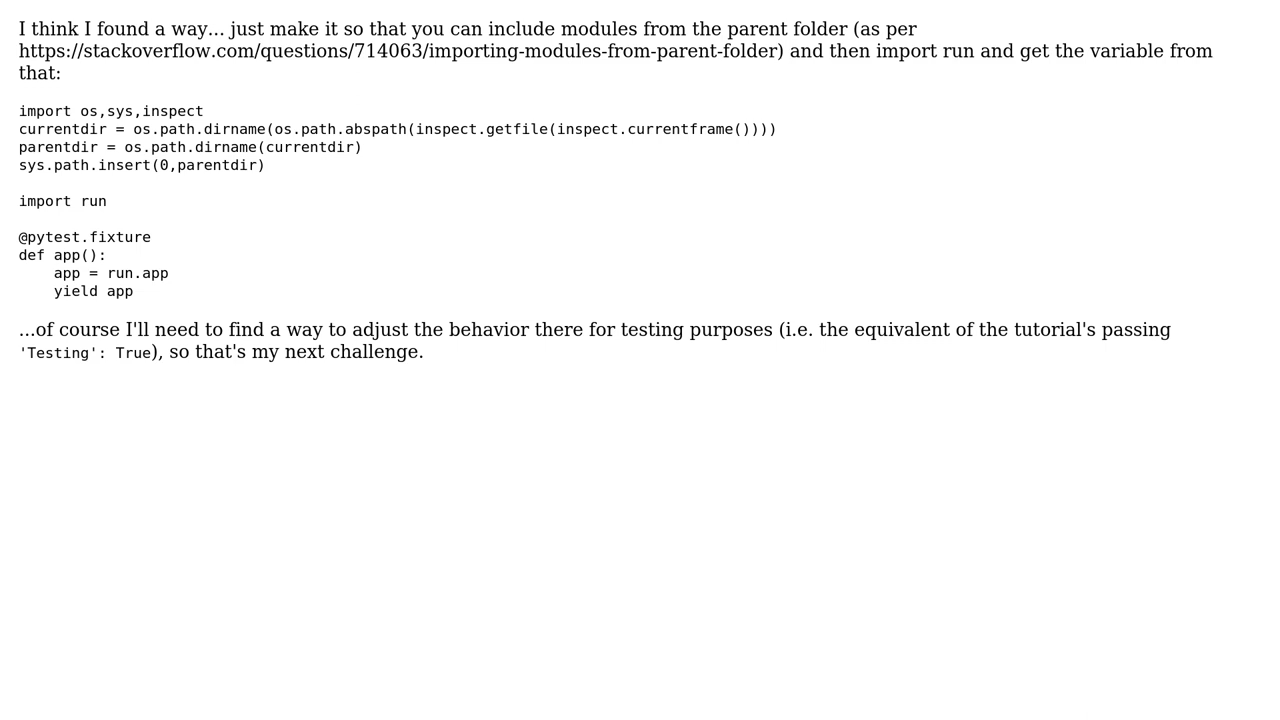 I think I found a way... just make it so that you can include modules from the parent folder (as per
https://stackoverflow.com/questions/714063/importing-modules-from-parent-folder) and then import run and get the variable from
that:
import os,sys,inspect
currentdir = os.path.dirname(os.path.abspath(inspect.getfile(inspect.currentframe())))
parentdir = os.path.dirname(currentdir)
sys.path.insert(0,parentdir)
import run
@pytest.fixture
def app():
    app = run.app
    yield app
...of course I'll need to find a way to adjust the behavior there for testing purposes (i.e. the equivalent of the tutorial's passing
'Testing': True), so that's my next challenge.